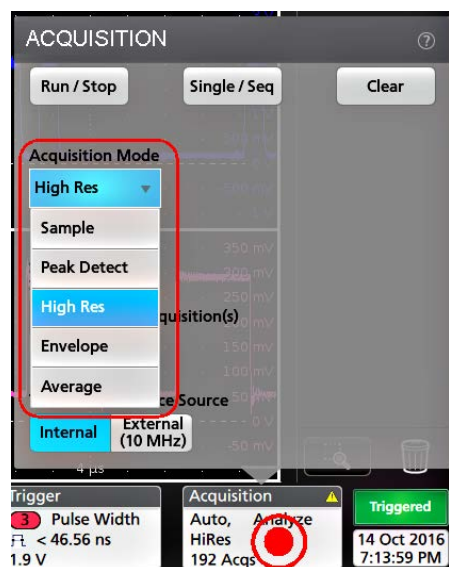 ACQUISITION
?
Run / Stop
Single / Seq
Clear
Acquisition Mode
High Res
Sample
Peak Detect
High Res
Envelope
Average
350 mV
300 mV
250 mV
quisition(s)
150 mV
100 mV
ce Source
50
0 V
-50 mV
Internal
External
(10 MHz)
4 µs
Trigger
3 Pulse Width
< 46.56 ns
1.9 V
Acquisition
Auto, Analyze
HiRes
192 Acqs
Triggered
14 Oct 2016
7:13:59 PM